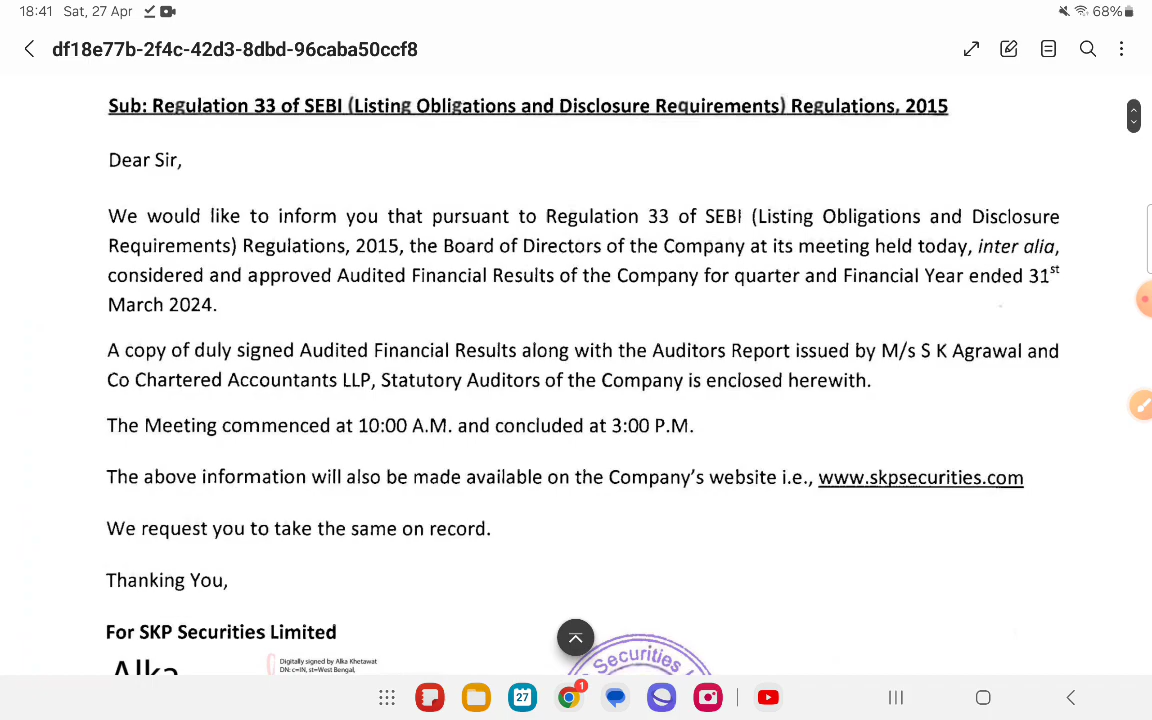 18:41 Sat, 27 Apr
68%
df18e77b-2f4c-42d3-8dbd-96caba50ccf8
Sub: Regulation 33 of SEBI (Listing Obligations and Disclosure Requirements) Regulations, 2015
Dear Sir,
We would like to inform you that pursuant to Regulation 33 of SEBI (Listing Obligations and Disclosure
Requirements) Regulations, 2015, the Board of Directors of the Company at its meeting held today, inter alia,
considered and approved Audited Financial Results of the Company for quarter and Financial Year ended 31st
March 2024.
A copy of duly signed Audited Financial Results along with the Auditors Report issued by M/s S K Agrawal and
Co Chartered Accountants LLP, Statutory Auditors of the Company is enclosed herewith.
The Meeting commenced at 10:00 A.M. and concluded at 3:00 P.M.
The above information will also be made available on the Company's website i.e., www.skpsecurities.com
We request you to take the same on record.
Thanking You,
For SKP Securities Limited
Alka
Digitally signed by Alka Khetawat
DN: c=IN, st=West Bengal,
Securities
27
1